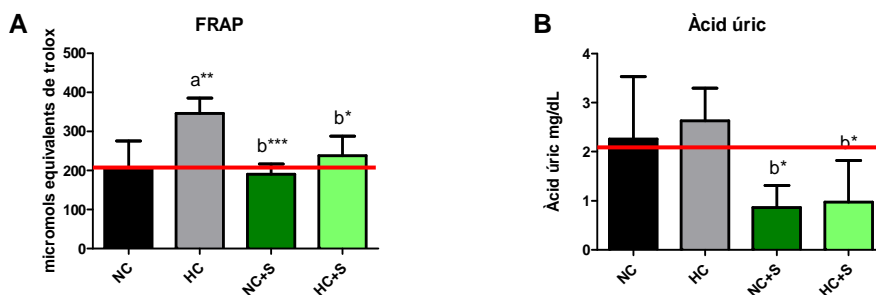 A
FRAP
micromols equivalents de trolox
500
400
300
200
100
0
a**
b***
b*
NC
HC
NC+S
HC+S
B
Àcid úric
Àcid úric mg/dL
4
3
2
1
0
b*
b*
NC
HC
NC+S
HC+S